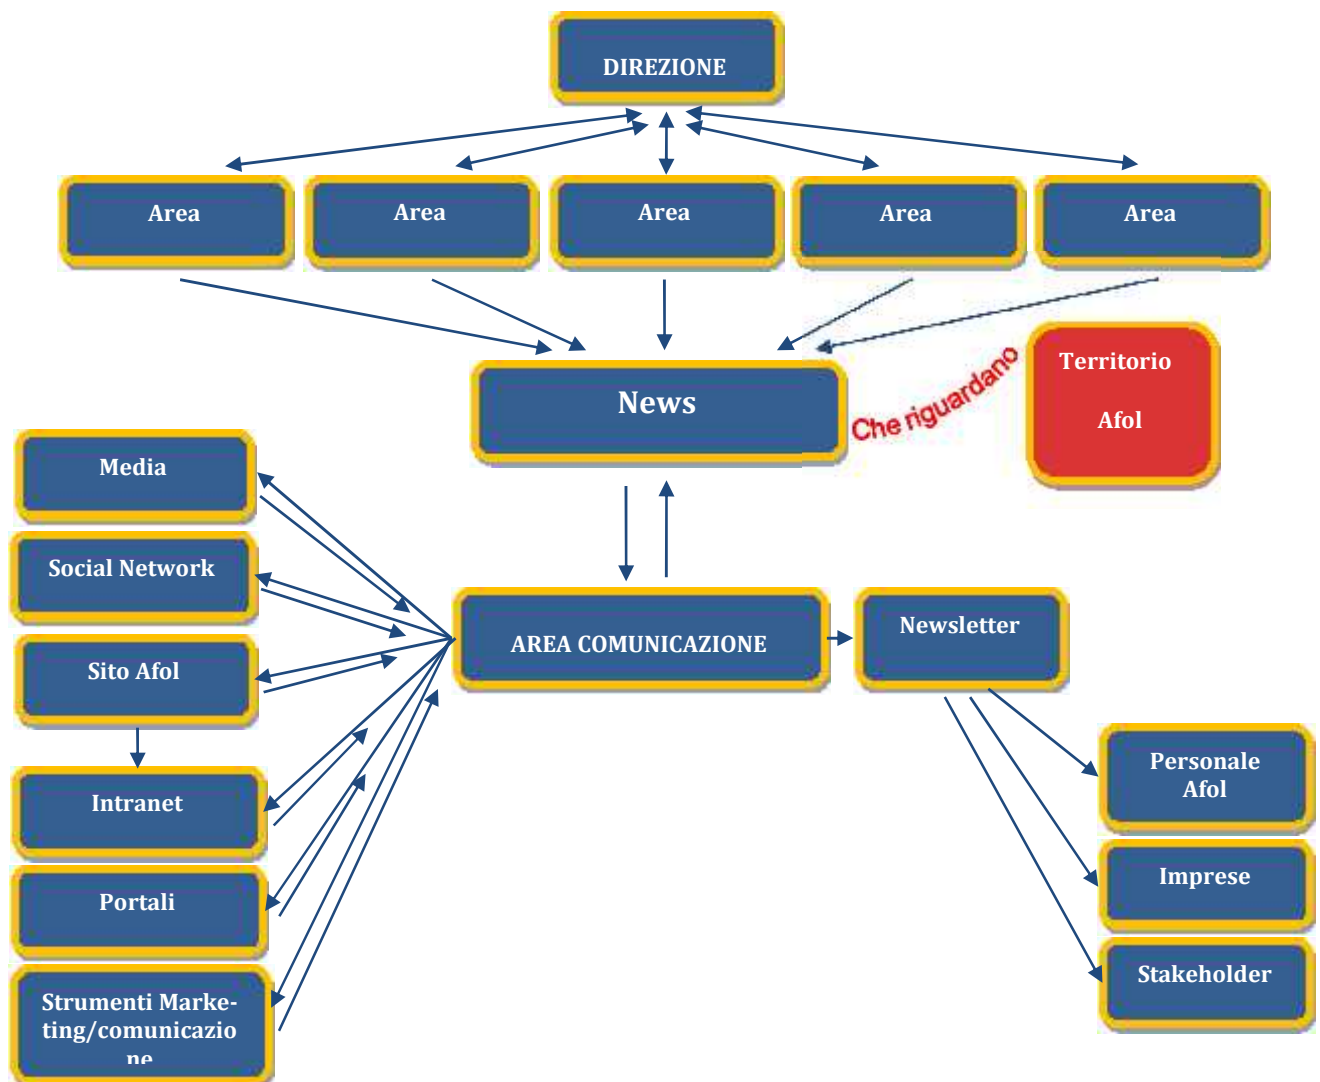 DIREZIONE
Area
Area
Area
Area
Area
News
Che riguardano
Territorio
Afol
Media
Social Network
Sito Afol
Intranet
Portali
Strumenti Marke-
ting/comunicazio
ne
AREA COMUNICAZIONE
Newsletter
Personale
Afol
Imprese
Stakeholder